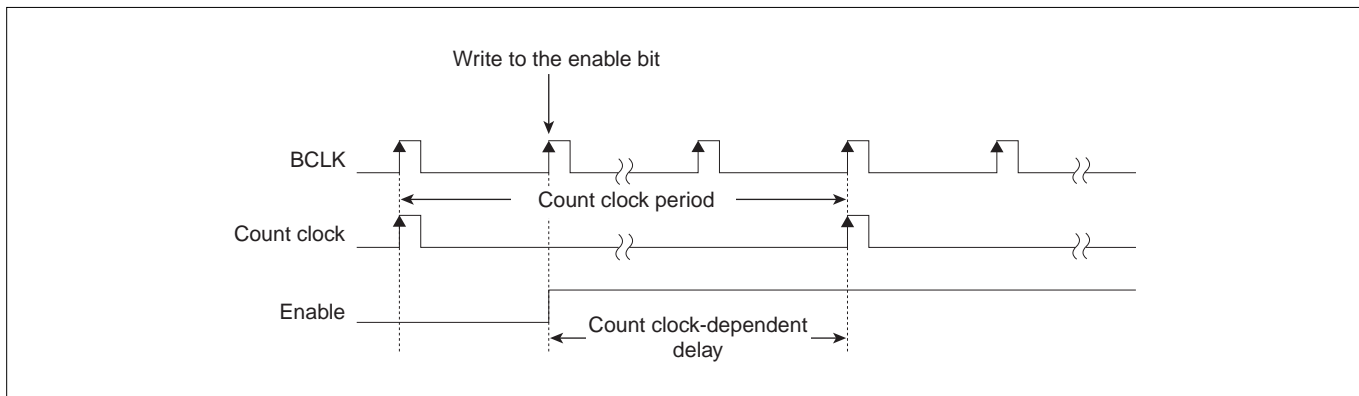 Write to the enable bit
BCLK
Count clock period
Count clock
Enable
Count clock-dependent
delay